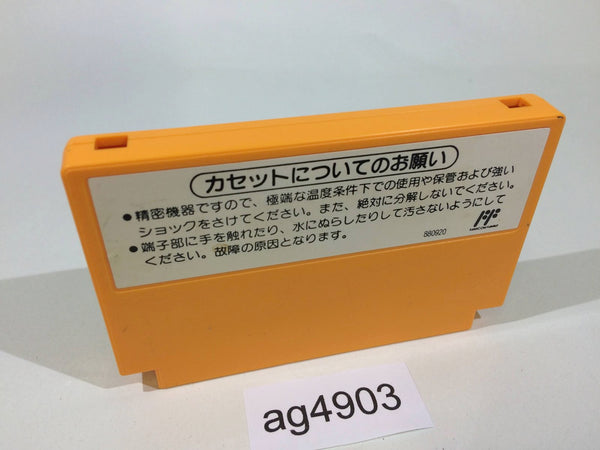 カセットについてのお願い
●精密機器ですので、極端な温度条件下での使用や保管および強い
ショックをさけてください。また、絶対に分解しないでください。
●端子部に手を触れたり、水にぬらしたりして汚さないようにして
ください。故障の原因となります。
880920
ag4903